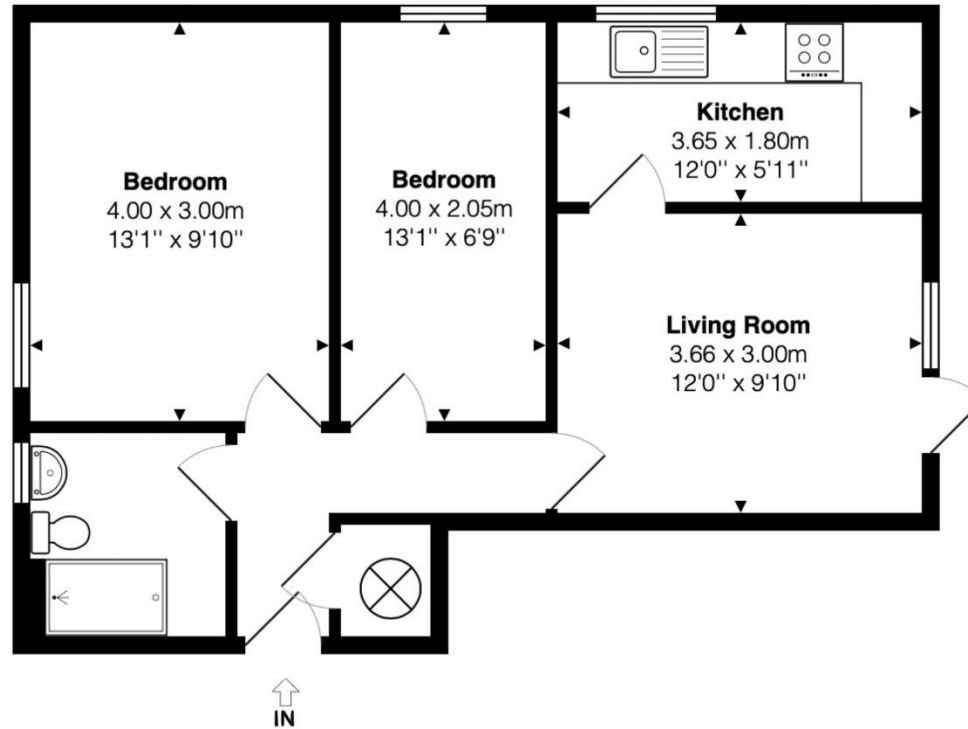 Bedroom
4.00 x 3.00m
13'1'' x 9'10''
Bedroom
4.00 x 2.05m
13'1'' x 6'9''
Kitchen
3.65 x 1.80m
12'0'' x 5'11''
Living Room
3.66 x 3.00m
12'0'' x 9'10''
IN